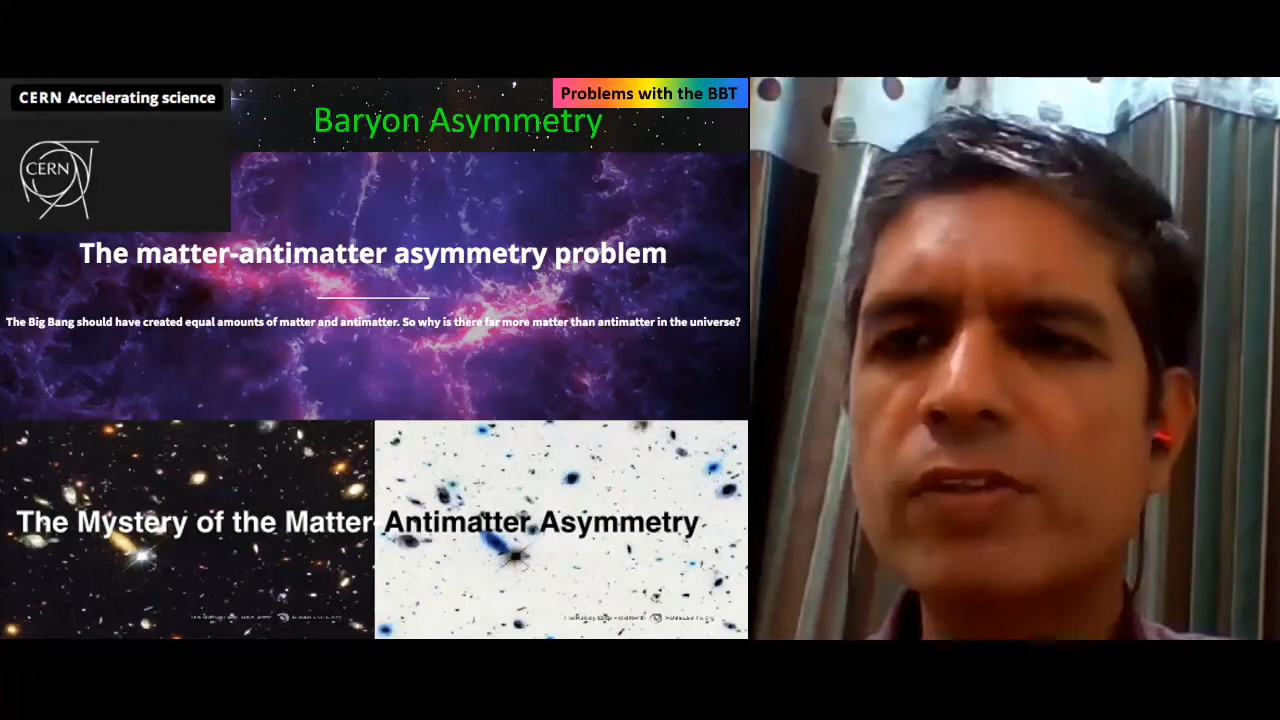 CERN Accelerating science
Problems with the BBT
Baryon Asymmetry
CERN
The matter-antimatter asymmetry problem
The Big Bang should have created equal amounts of matter and antimatter. So why is there far more matter than antimatter in the universe?
The Mystery of the Matter-Antimatter Asymmetry